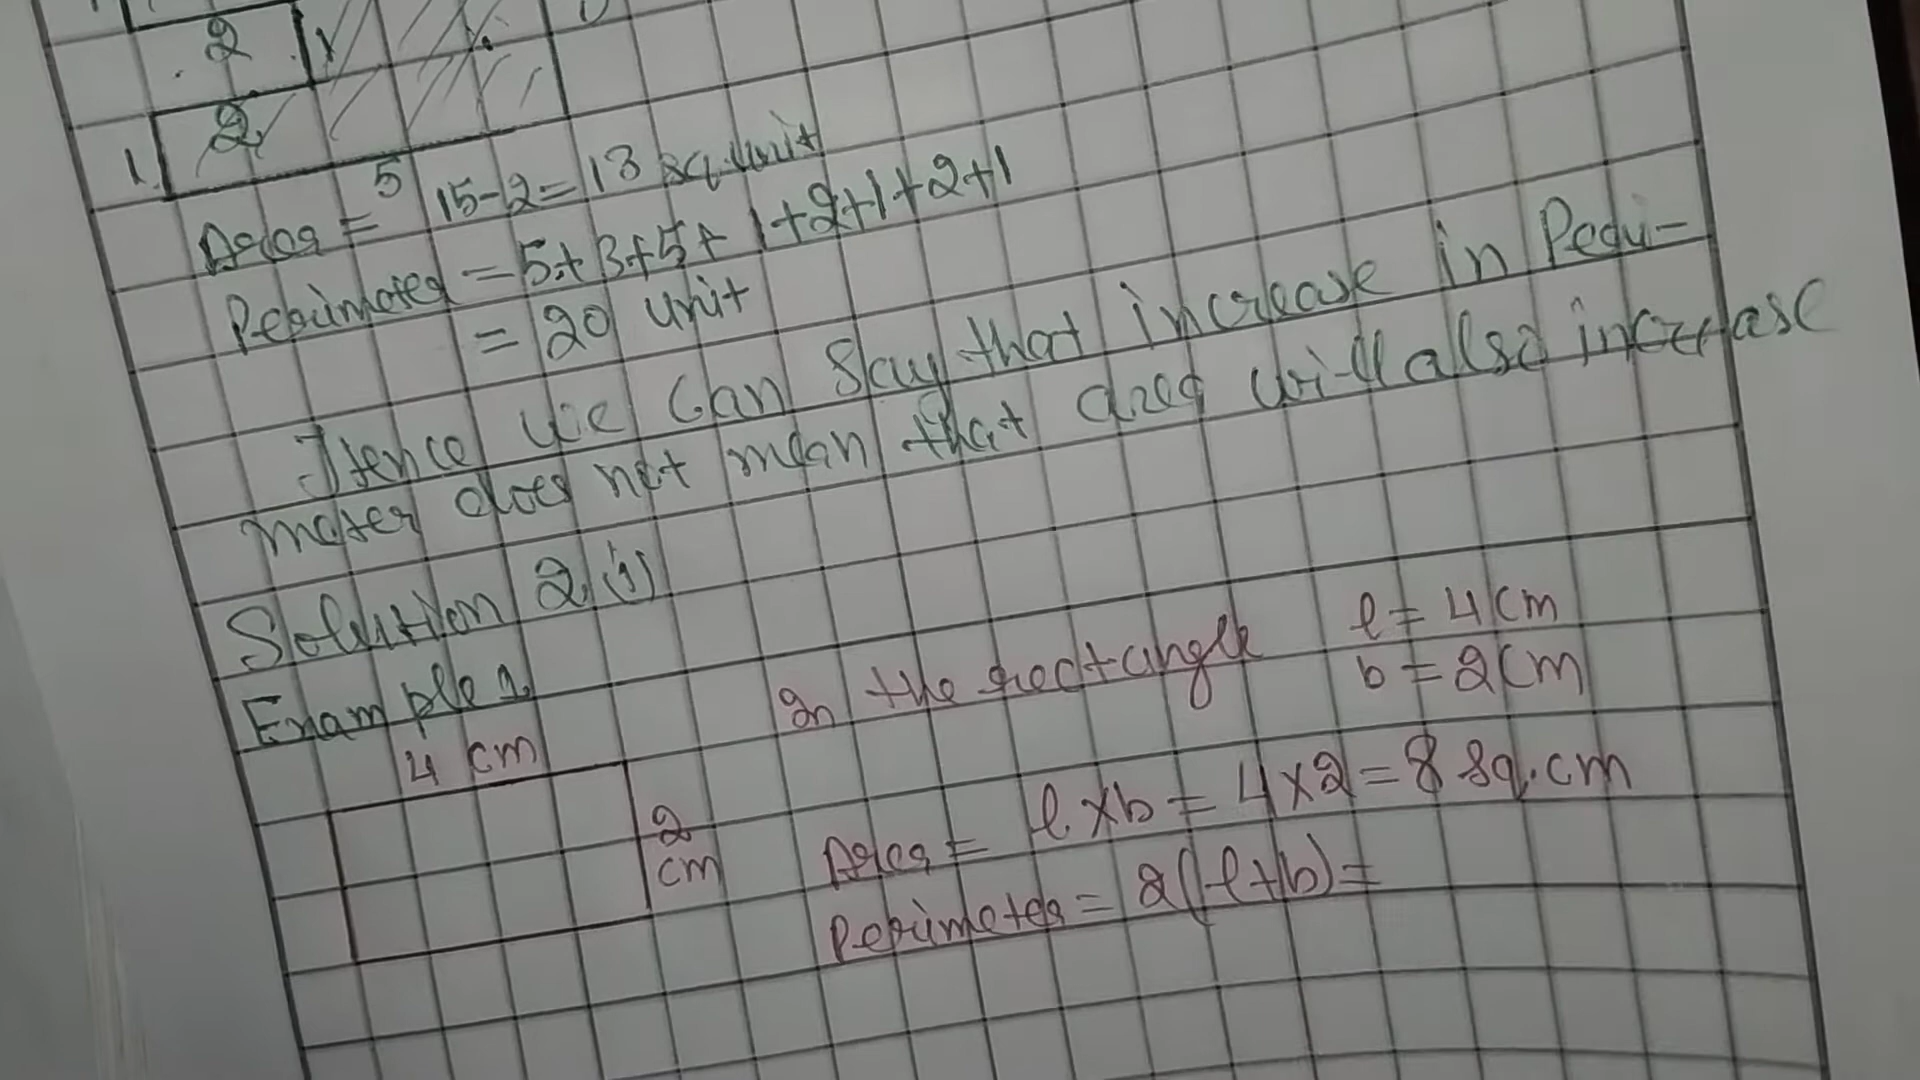 2
1
2
1
5
Area = 15-2= 13 sq.unit
Perimeter = 5+3+5+1+2+1+2+1
= 20 unit
Hence we can say that increase in Peri-
meter does not mean that area will also increase
Solution 2(i)
Example 1
4 cm
2
cm
In the rectangle
l = 4 cm
b = 2 cm
Area = l × b = 4×2 = 8 sq.cm
Perimeter = 2(l+b)=